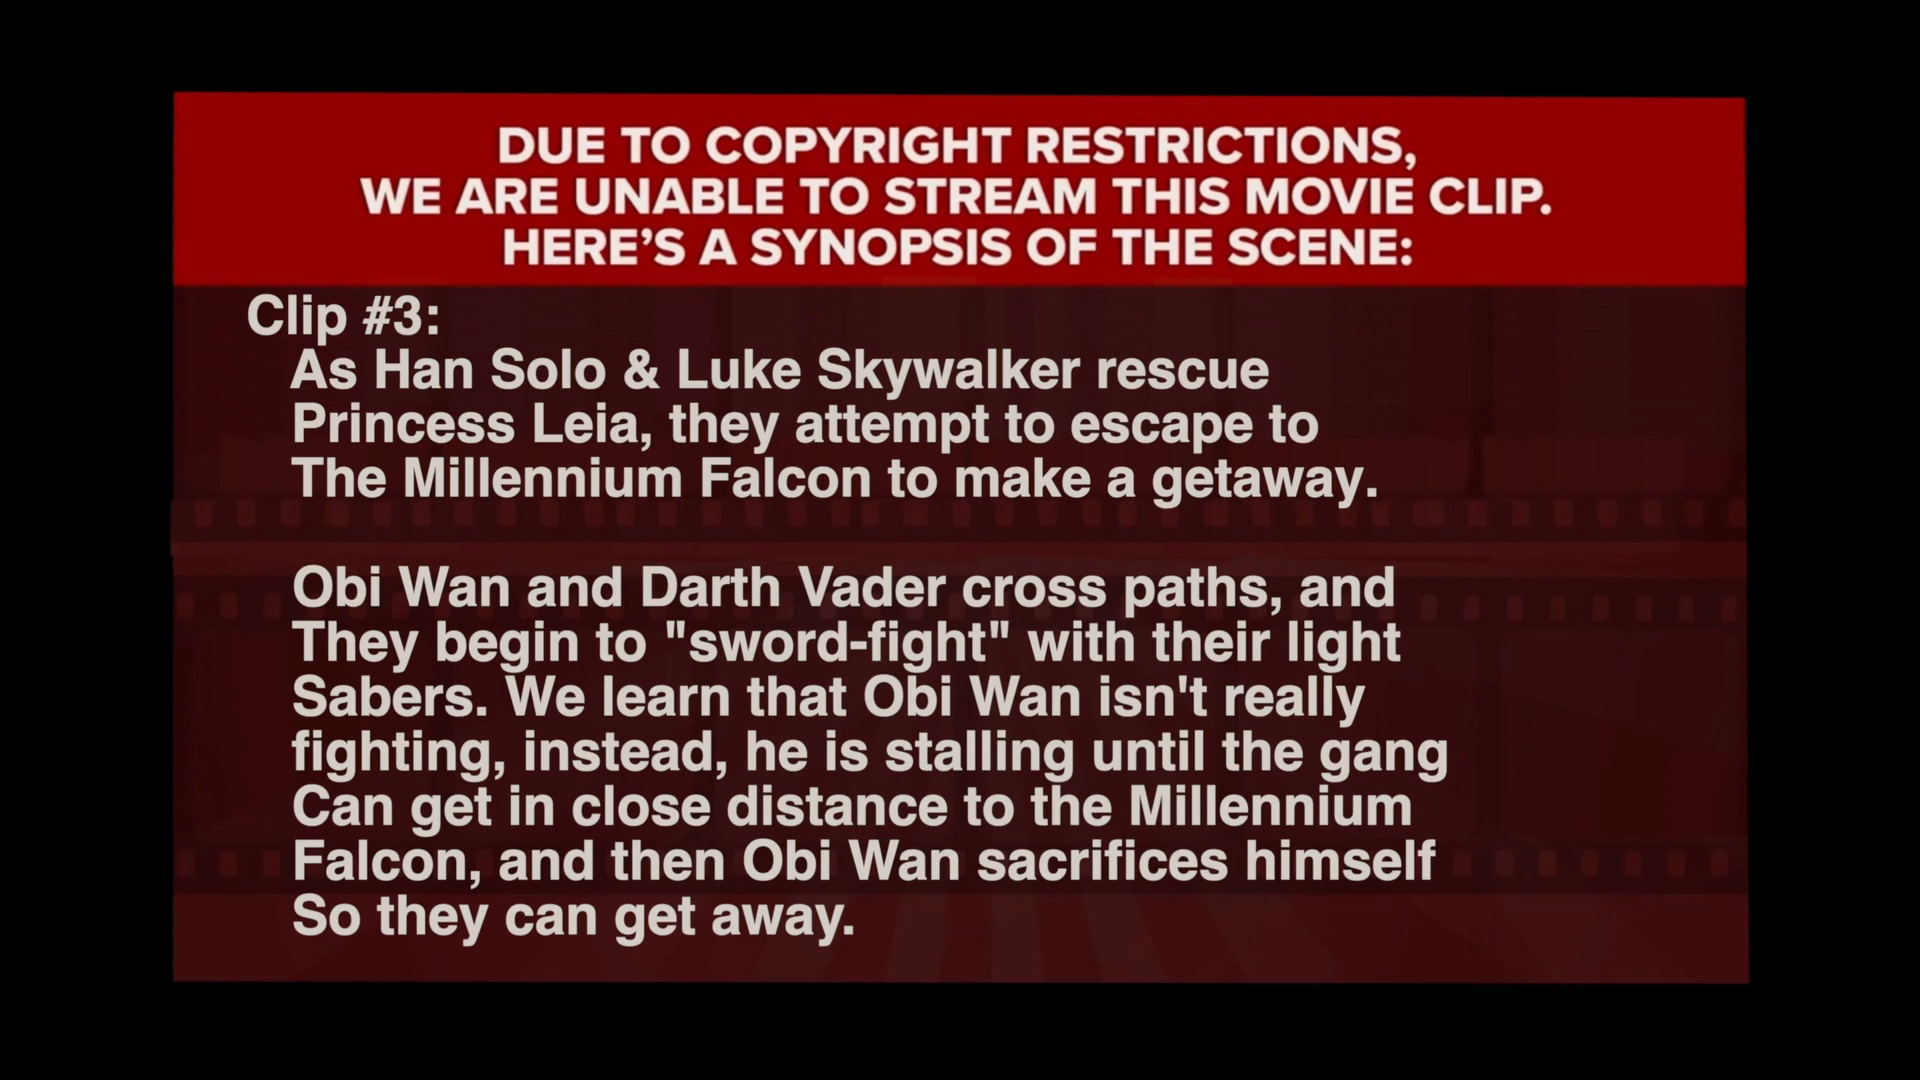 DUE TO COPYRIGHT RESTRICTIONS,
WE ARE UNABLE TO STREAM THIS MOVIE CLIP.
HERE'S A SYNOPSIS OF THE SCENE:
Clip #3:
As Han Solo & Luke Skywalker rescue
Princess Leia, they attempt to escape to
The Millennium Falcon to make a getaway.
Obi Wan and Darth Vader cross paths, and
They begin to "sword-fight" with their light
Sabers. We learn that Obi Wan isn't really
fighting, instead, he is stalling until the gang
Can get in close distance to the Millennium
Falcon, and then Obi Wan sacrifices himself
So they can get away.